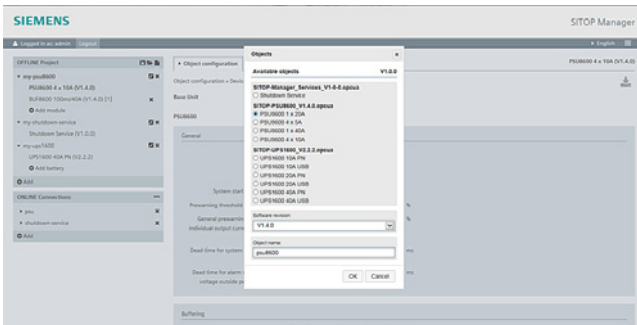 SIEMENS
SITOP Manager
Logged in as: admin Logout
English
OFFLINE Project
my-psu8600
PSU8600 4 x 10A (V1.4.0)
BUF8600 100ms/40A (V1.4.0) [1]
Add module
my-shutdown-service
Shutdown Service (V1.0.0)
my-ups1600
UPS1600 40A PN (V2.2.2)
Add battery
Add
ONLINE Connections
psu
shutdown-service
Add
Object configuration
Object configuration » Devic
Base Unit
PSU8600
General
System start
Prewarning threshold
General prewarnin
individual output curre
Dead time for system
Dead time for alarm
voltage outside p
Buffering
PSU8600 4 x 10A (V1.4.0)
%
%
ms
ms
Objects
Available objects V1.0.0
SITOP-Manager_Services_V1-0-0.opcua
Shutdown Service
SITOP-PSU8600_V1.4.0.opcua
PSU8600 1 x 20A
PSU8600 4 x 5A
PSU8600 1 x 40A
PSU8600 4 x 10A
SITOP-UPS1600_V2.2.2.opcua
UPS1600 10A PN
UPS1600 10A USB
UPS1600 20A PN
UPS1600 20A USB
UPS1600 40A PN
UPS1600 40A USB
Software revision
V1.4.0
Object name
psu8600
OK Cancel